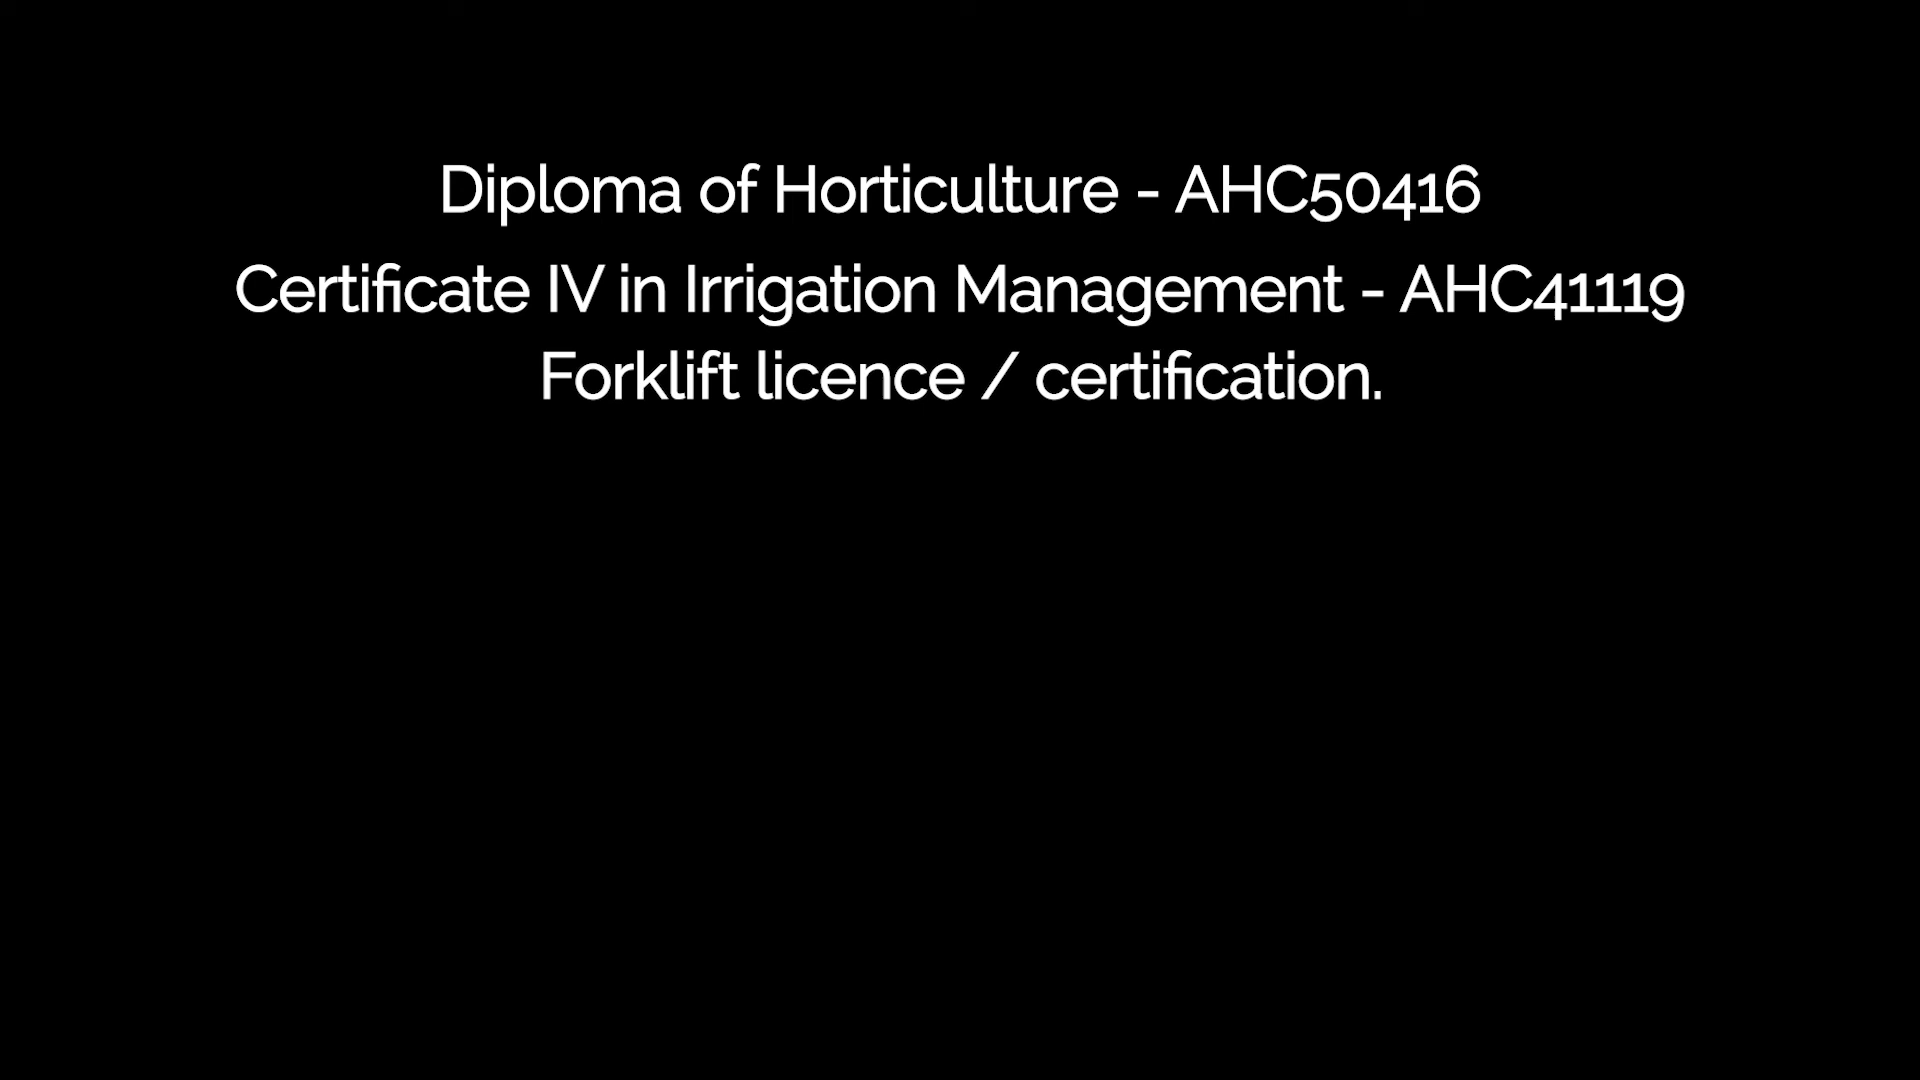 Diploma of Horticulture - AHC50416
Certificate IV in Irrigation Management - AHC41119
Forklift licence / certification.